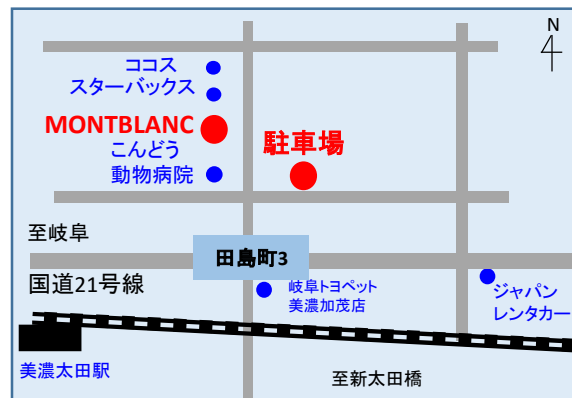 N
ココス
スターバックス
MONTBLANC
こんどう
動物病院
駐車場
至岐阜
田島町3
国道21号線
岐阜トヨペット
美濃加茂店
ジャパン
レンタカー
美濃太田駅
至新太田橋